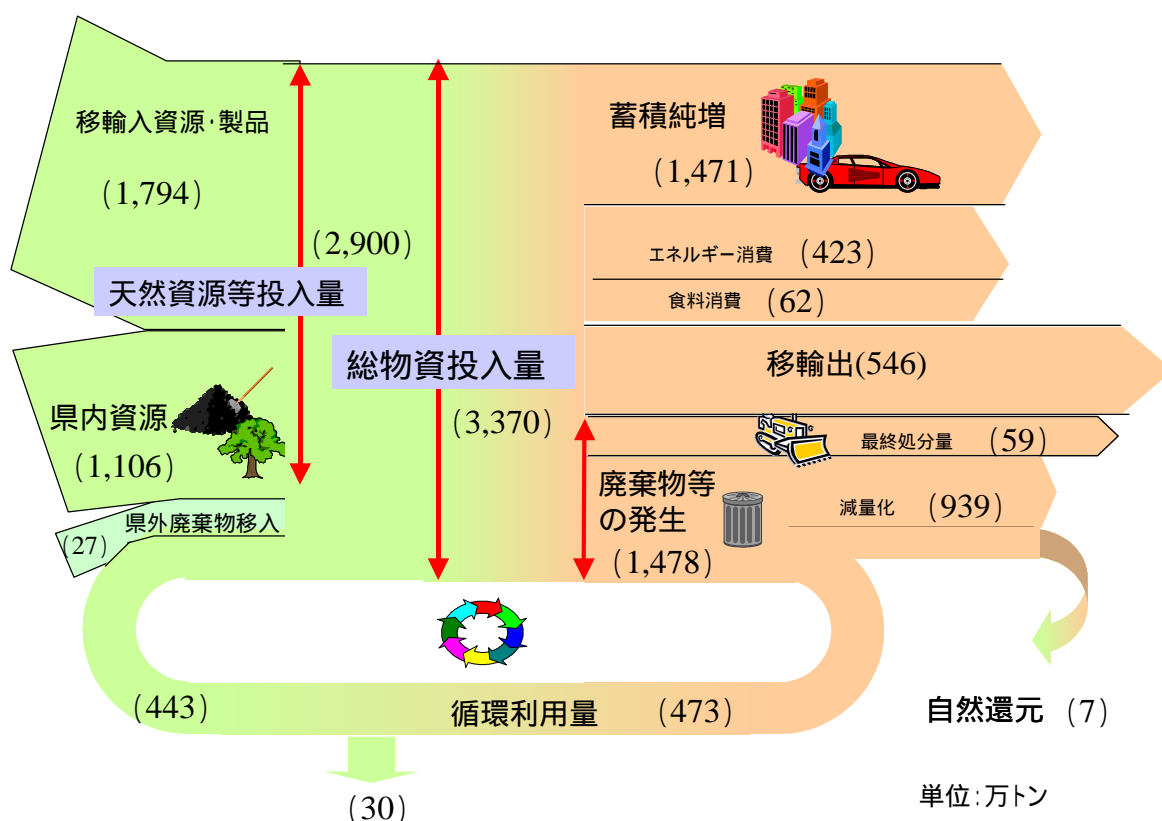 移輸入資源・製品
(1,794)
(2,900)
天然資源等投入量
総物資投入量
(3,370)
県内資源
(1,106)
県外廃棄物移入
(27)
蓄積純増
(1,471)
エネルギー消費 (423)
食料消費 (62)
移輸出(546)
最終処分量 (59)
廃棄物等
の発生
(1,478)
減量化 (939)
(443)
循環利用量 (473)
自然還元 (7)
(30)
単位:万トン